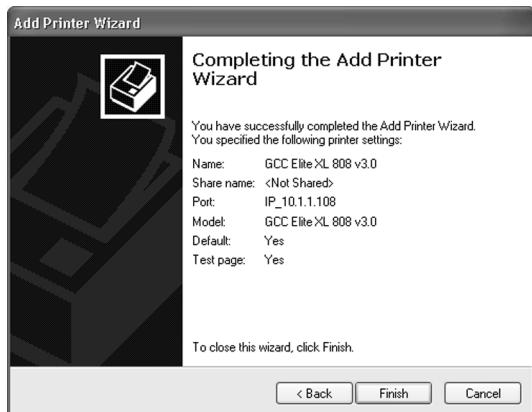 Add Printer Wizard
Completing the Add Printer
Wizard
You have successfully completed the Add Printer Wizard.
You specified the following printer settings:
Name: GCC Elite XL 808 v3.0
Share name: <Not Shared>
Port: IP_10.1.1.108
Model: GCC Elite XL 808 v3.0
Default: Yes
Test page: Yes
To close this wizard, click Finish.
< Back Finish Cancel